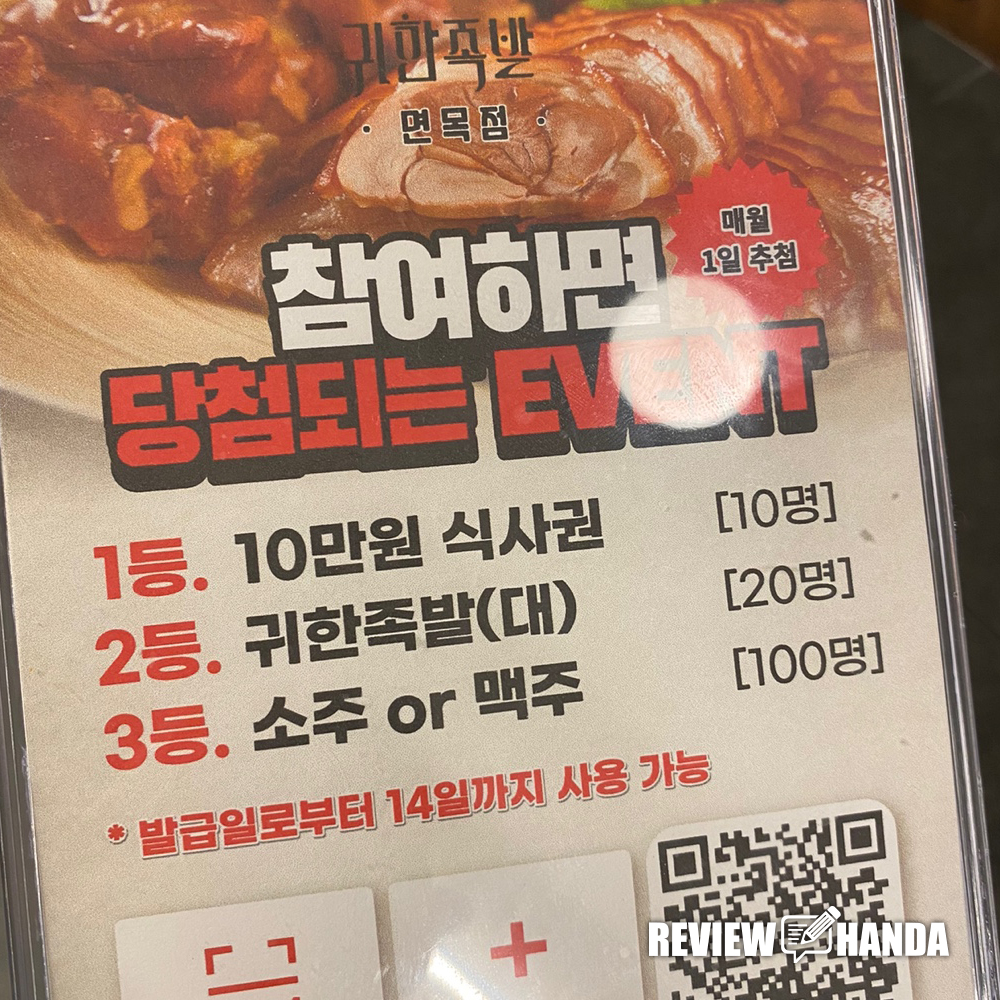 귀한족발
· 면목점 ·
매월
1일 추첨
참여하면
당첨되는 EVENT
1등. 10만원 식사권 [10명]
2등. 귀한족발(대) [20명]
3등. 소주 or 맥주 [100명]
* 발급일로부터 14일까지 사용 가능
REVIEW HANDA